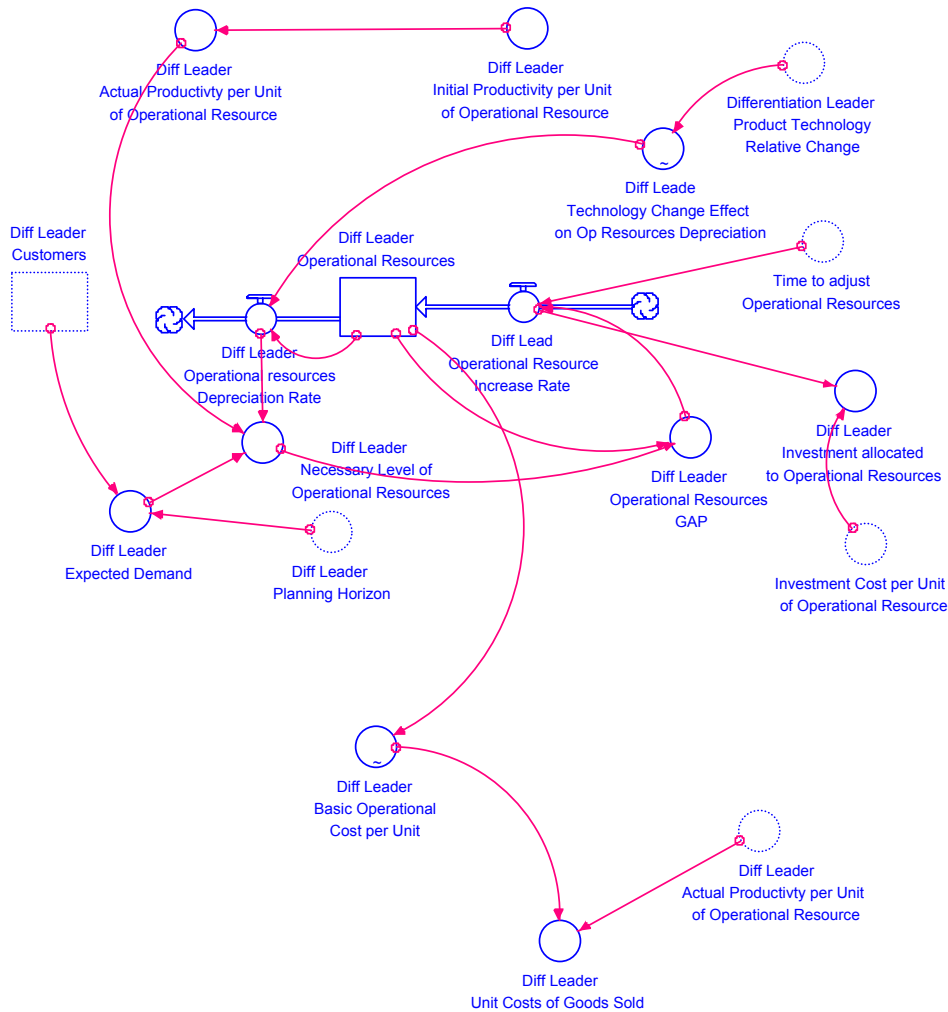 Diff Leader
Actual Productivity per Unit
of Operational Resource
Diff Leader
Initial Productivity per Unit
of Operational Resource
Differentiation Leader
Product Technology
Relative Change
~
Diff Leade
Technology Change Effect
on Op Resources Depreciation
Diff Leader
Customers
Diff Leader
Operational Resources
Time to adjust
Operational Resources
Diff Leader
Operational resources
Depreciation Rate
Diff Lead
Operational Resource
Increase Rate
Diff Leader
Necessary Level of
Operational Resources
Diff Leader
Operational Resources
GAP
Diff Leader
Investment allocated
to Operational Resources
Diff Leader
Expected Demand
Diff Leader
Planning Horizon
Investment Cost per Unit
of Operational Resource
~
Diff Leader
Basic Operational
Cost per Unit
Diff Leader
Actual Productivty per Unit
of Operational Resource
Diff Leader
Unit Costs of Goods Sold